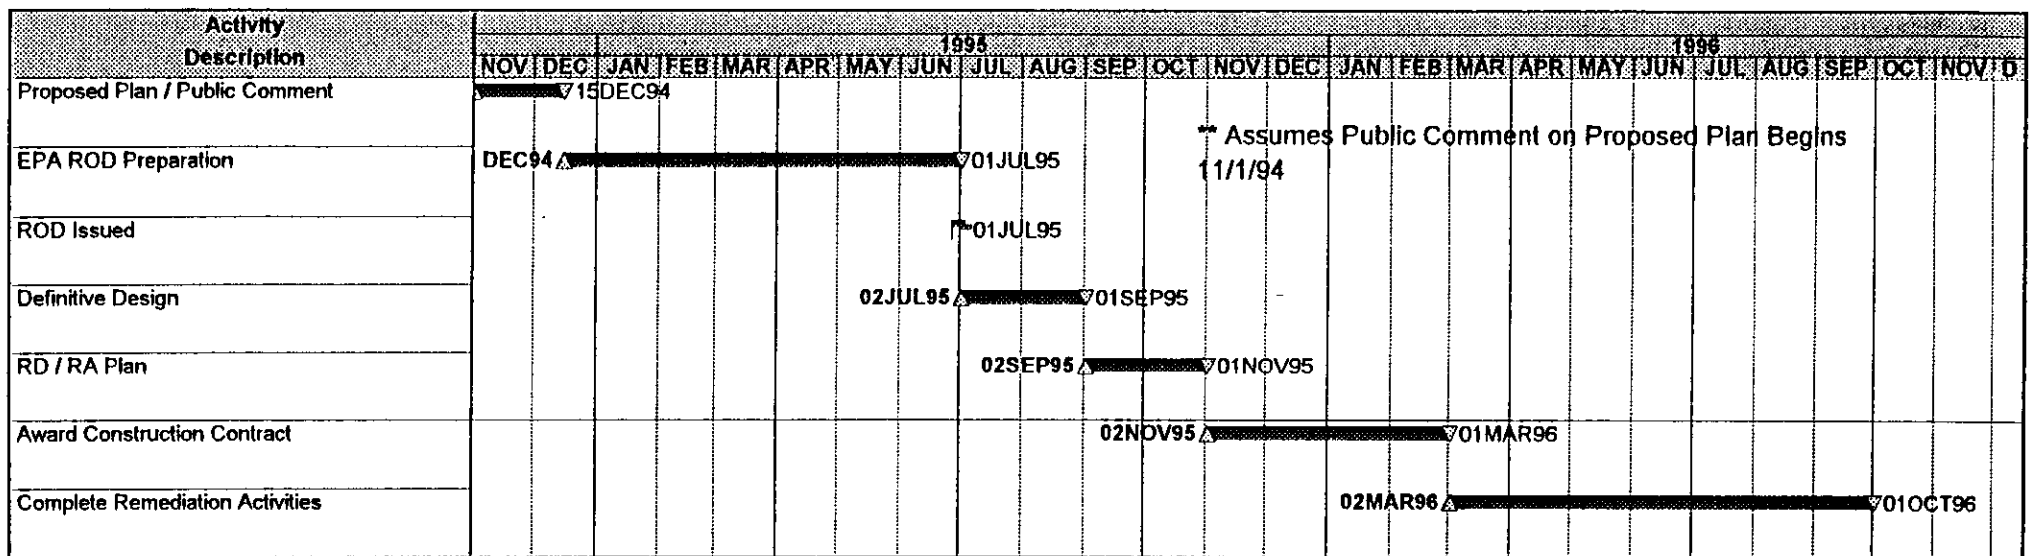 Activity
Description
1995
1996
NOV DEC JAN FEB MAR APR MAY JUN JUL AUG SEP OCT NOV DEC JAN FEB MAR APR MAY JUN JUL AUG SEP OCT NOV D
Proposed Plan / Public Comment
15DEC94
** Assumes Public Comment on Proposed Plan Begins
11/1/94
EPA ROD Preparation
DEC94
01JUL95
ROD Issued
01JUL95
Definitive Design
02JUL95
01SEP95
RD / RA Plan
02SEP95
01NOV95
Award Construction Contract
02NOV95
01MAR96
Complete Remediation Activities
02MAR96
01OCT96